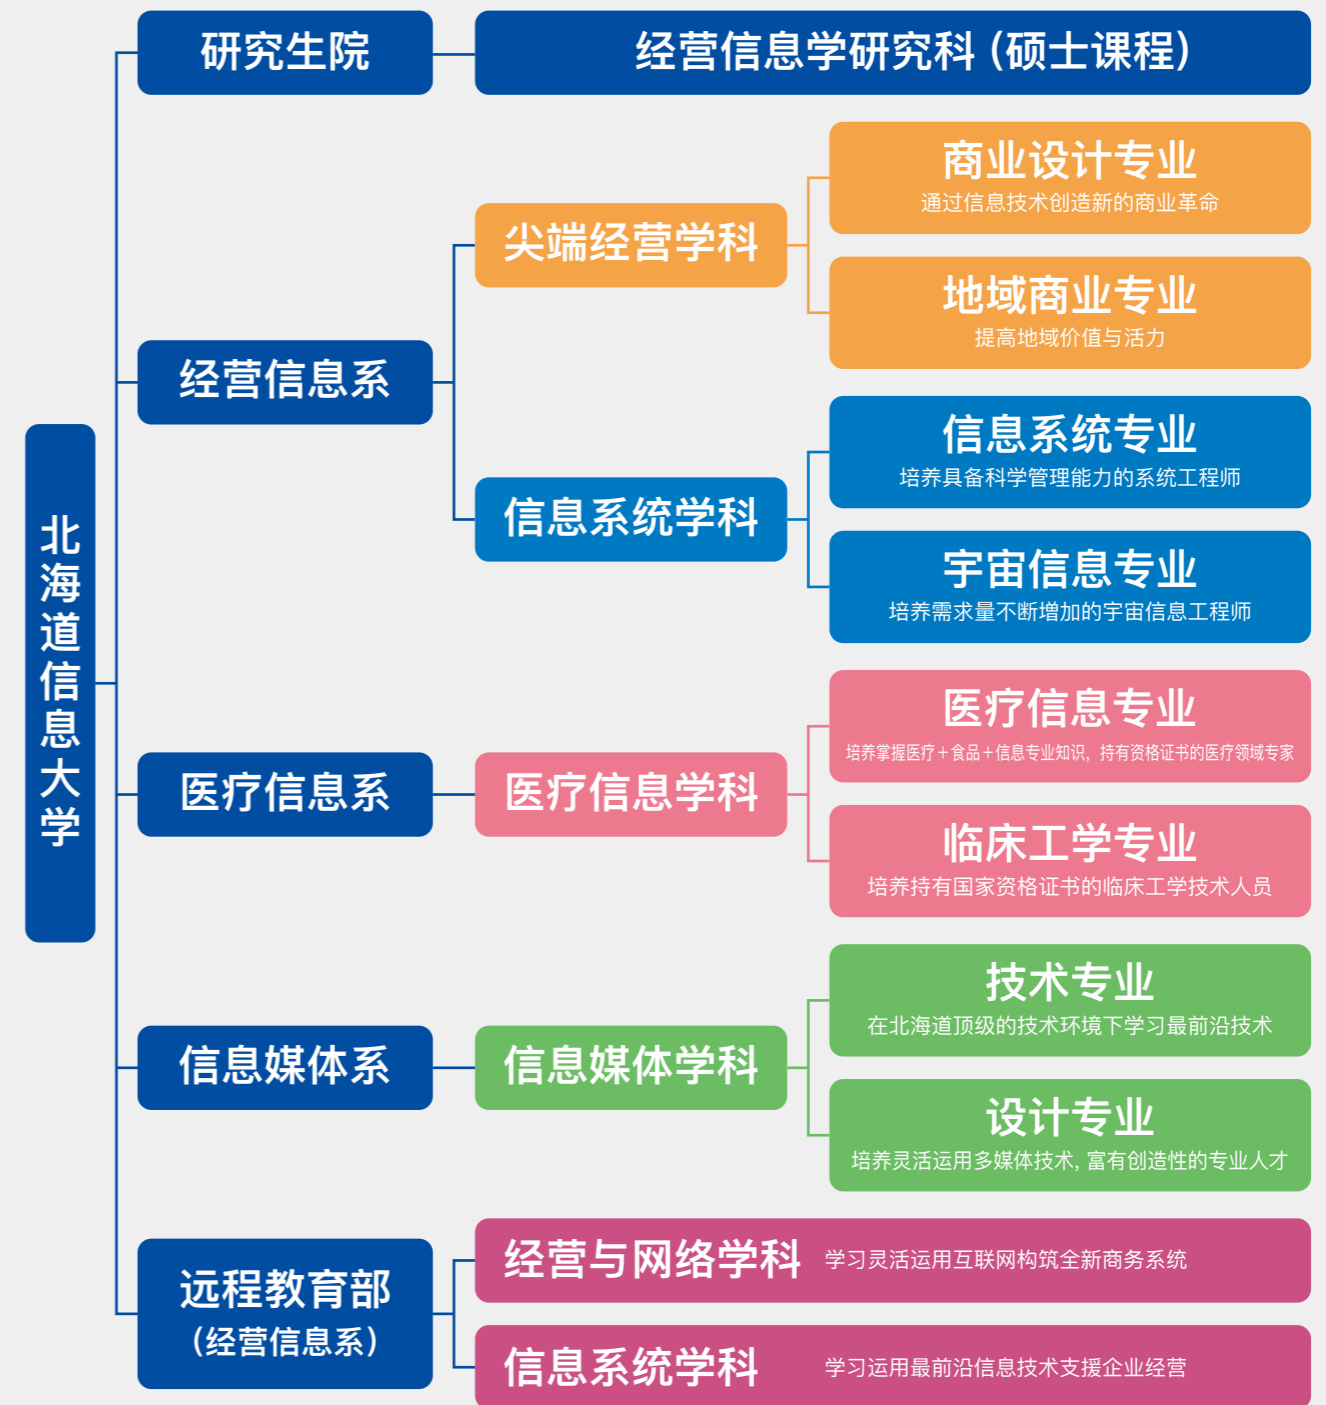 北海道信息大学
研究生院
经营信息学研究科（硕士课程）
经营信息系
尖端经营学科
商业设计专业
通过信息技术创造新的商业革命
地域商业专业
提高地域价值与活力
信息系统学科
信息系统专业
培养具备科学管理能力的系统工程师
宇宙信息专业
培养需求量不断增加的宇宙信息工程师
医疗信息系
医疗信息学科
医疗信息专业
培养掌握医疗＋食品＋信息专业知识，持有资格证书的医疗领域专家
临床工学专业
培养持有国家资格证书的临床工学技术人员
信息媒体系
信息媒体学科
技术专业
在北海道顶级的技术环境下学习最前沿技术
设计专业
培养灵活运用多媒体技术，富有创造性的专业人才
远程教育部
（经营信息系）
经营与网络学科 学习灵活运用互联网构筑全新商务系统
信息系统学科 学习运用最前沿信息技术支援企业经营